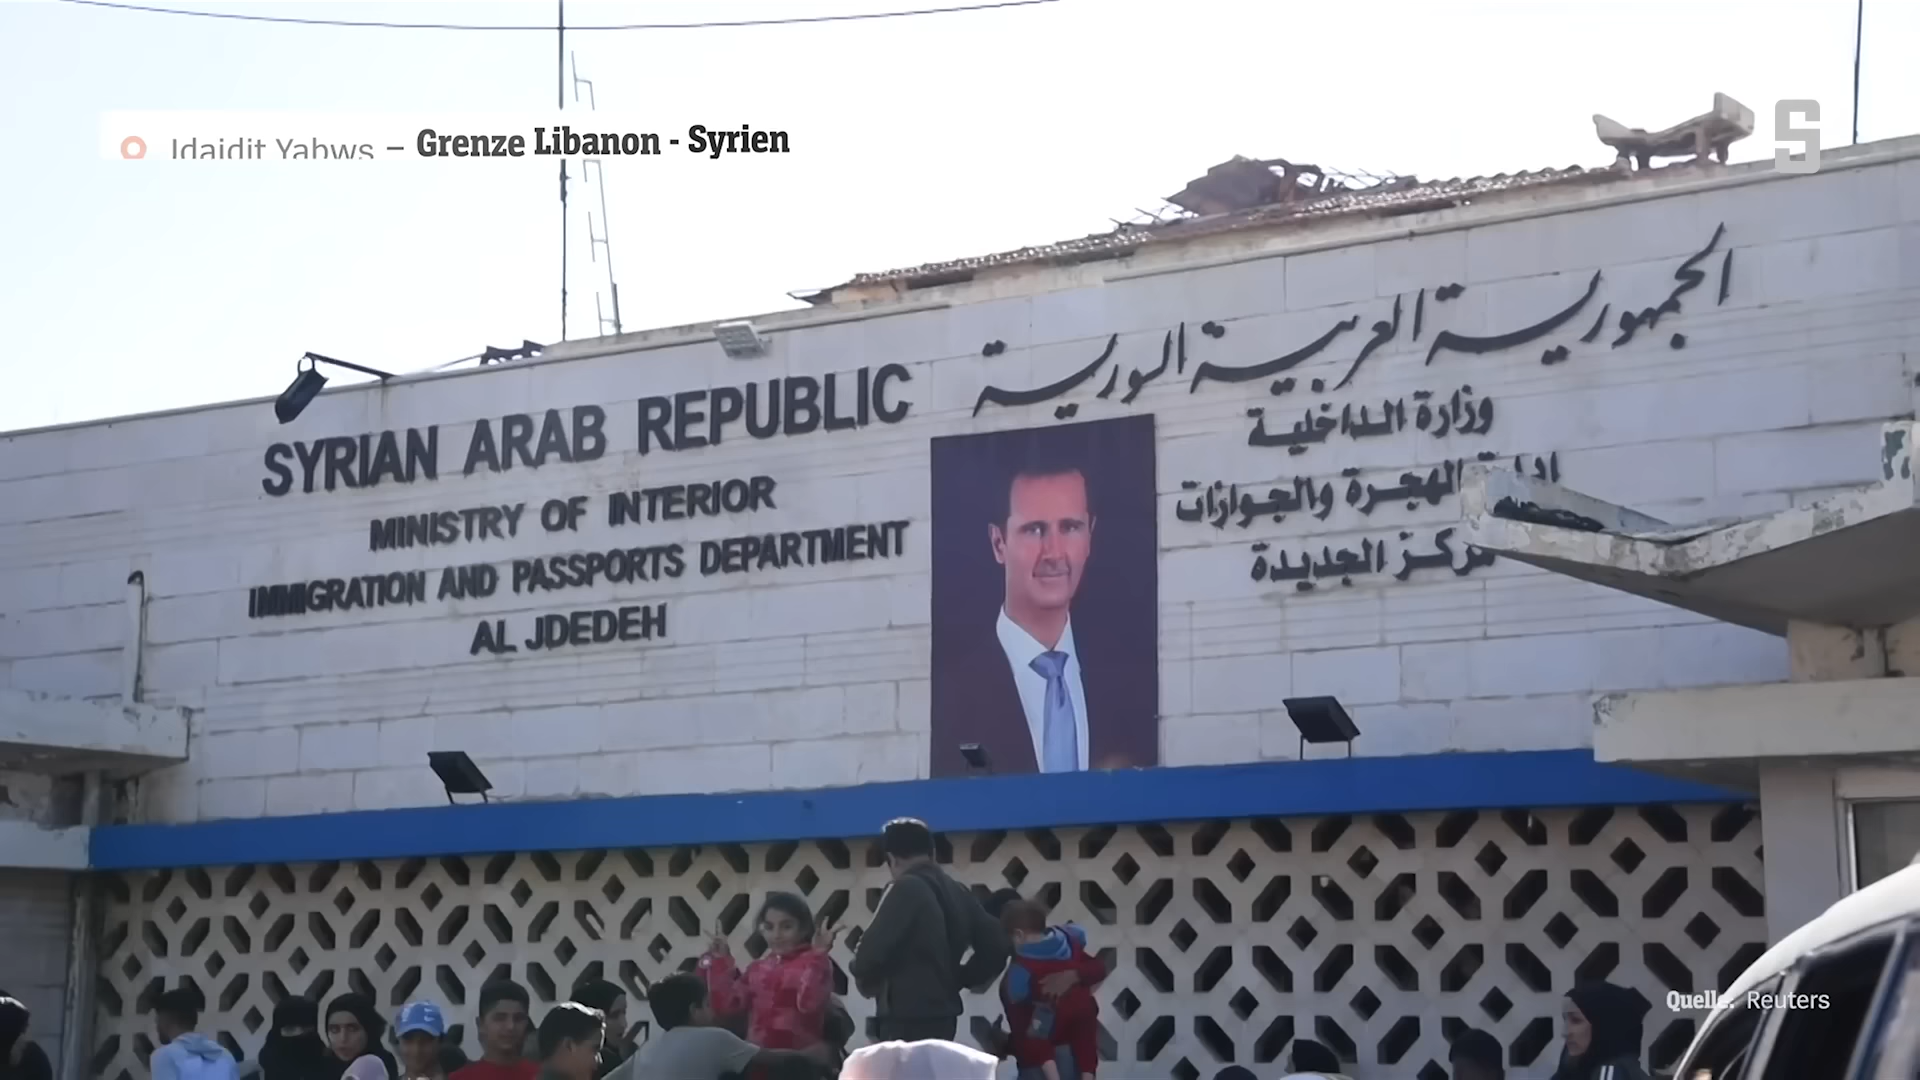 Idaidit Yabws – Grenze Libanon - Syrien
S
الجمهورية العربية السورية
SYRIAN ARAB REPUBLIC
وزارة الداخلية
MINISTRY OF INTERIOR
الهجرة والجوازات
IMMIGRATION AND PASSPORTS DEPARTMENT
مركز الجديدة
AL JDEDEH
Quelle: Reuters